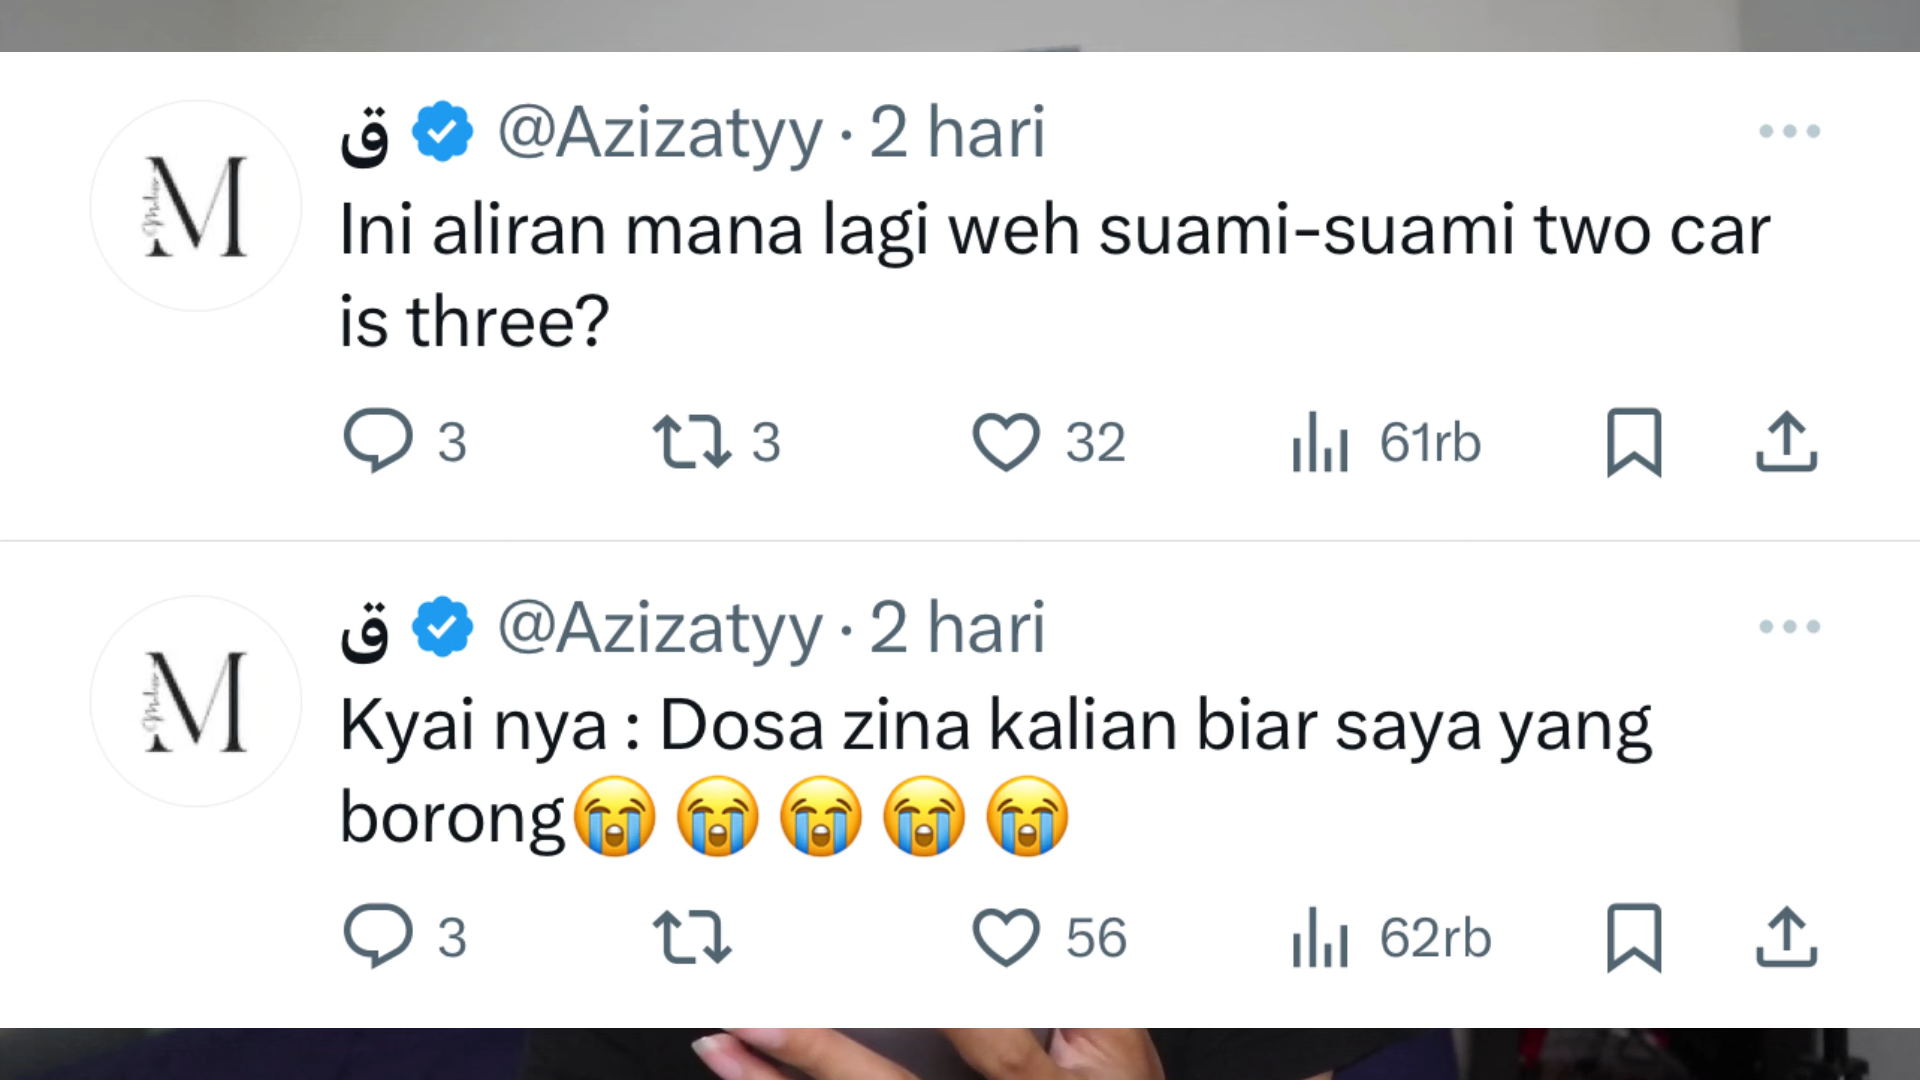 ق @Azizatyy · 2 hari
Ini aliran mana lagi weh suami-suami two car
is three?
3 3 32 61rb
ق @Azizatyy · 2 hari
Kyai nya : Dosa zina kalian biar saya yang
borong😭😭😭😭😭
3 56 62rb
M
M